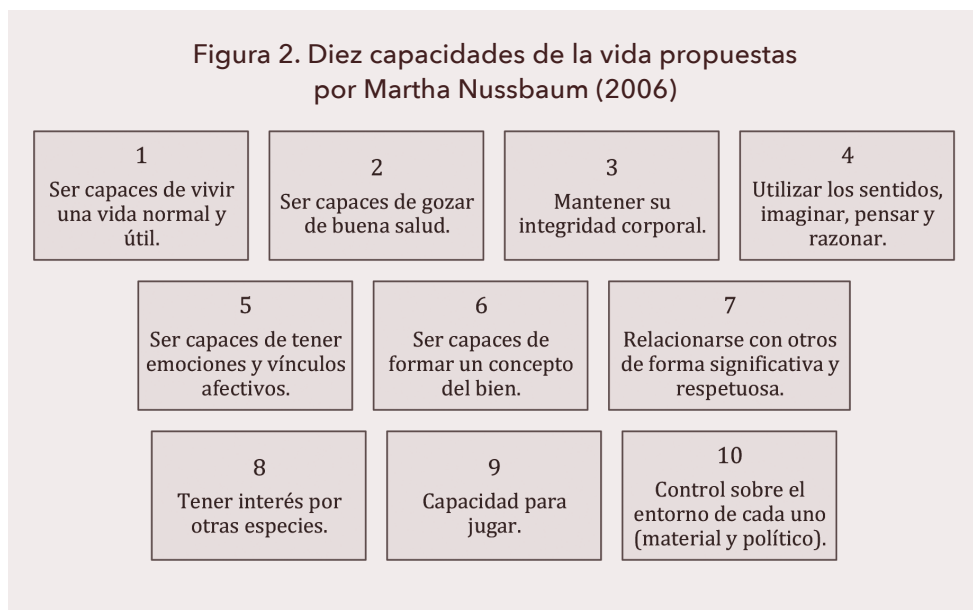 Figura 2. Diez capacidades de la vida propuestas
por Martha Nussbaum (2006)
1
Ser capaces de vivir
una vida normal y
útil.
2
Ser capaces de gozar
de buena salud.
3
Mantener su
integridad corporal.
4
Utilizar los sentidos,
imaginar, pensar y
razonar.
5
Ser capaces de tener
emociones y vínculos
afectivos.
6
Ser capaces de
formar un concepto
del bien.
7
Relacionarse con otros
de forma significativa y
respetuosa.
8
Tener interés por
otras especies.
9
Capacidad para
jugar.
10
Control sobre el
entorno de cada uno
(material y político).